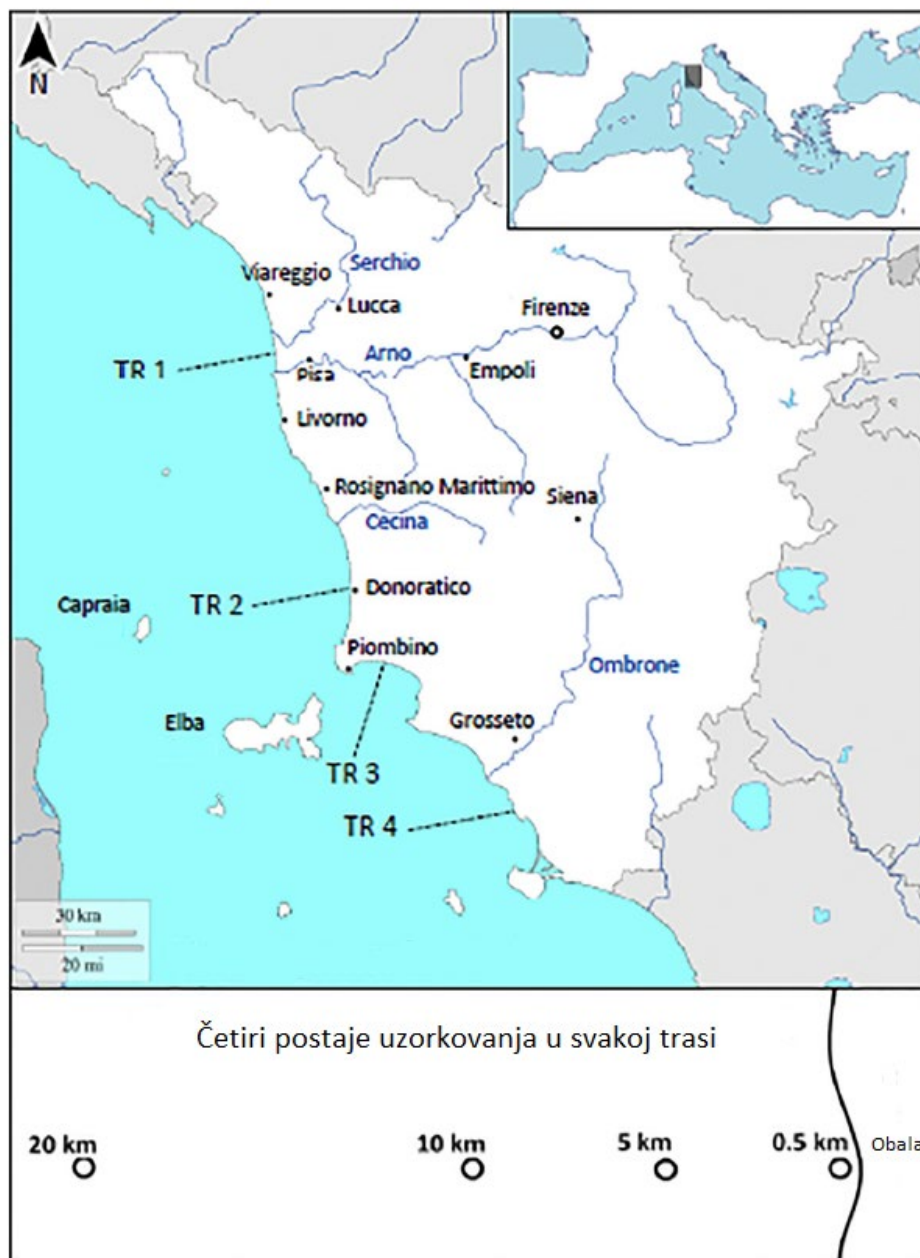 N
Viareggio
Serchio
Lucca
Firenze
TR 1
Arno
Pisa
Empoli
Livorno
Rosignano Marittimo
Siena
Cecina
TR 2
Donoratico
Capraia
Piombino
Ombrone
Elba
Grosseto
TR 3
TR 4
30 km
20 mi
Četiri postaje uzorkovanja u svakoj trasi
20 km
10 km
5 km
0.5 km
Obala